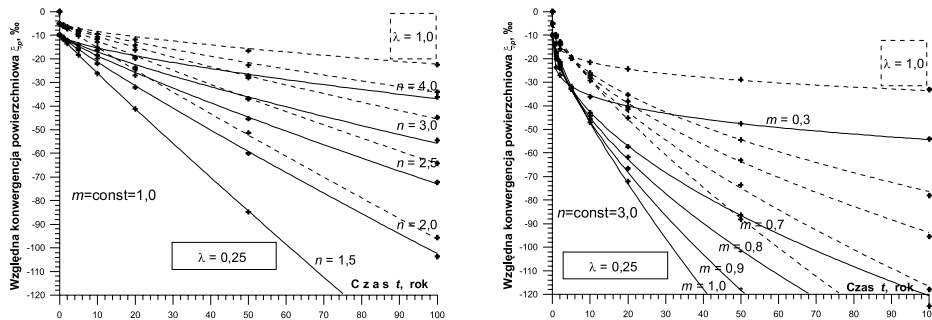 Względna konwergencja powierzchniowa ξp, ‰
0
-10
-20
-30
-40
-50
-60
-70
-80
-90
-100
-110
-120
0 10 20 30 40 50 60 70 80 90 100
λ = 1,0
n = 4,0
n = 3,0
n = 2,5
n = 2,0
n = 1,5
m=const=1,0
λ = 0,25
Czas t, rok
Względna konwergencja powierzchniowa ξp, ‰
0
-10
-20
-30
-40
-50
-60
-70
-80
-90
-100
-110
-120
0 10 20 30 40 50 60 70 80 90 10
λ = 1,0
m = 0,3
m = 0,7
m = 0,8
m = 0,9
m = 1,0
n=const=3,0
λ = 0,25
Czas t, rok